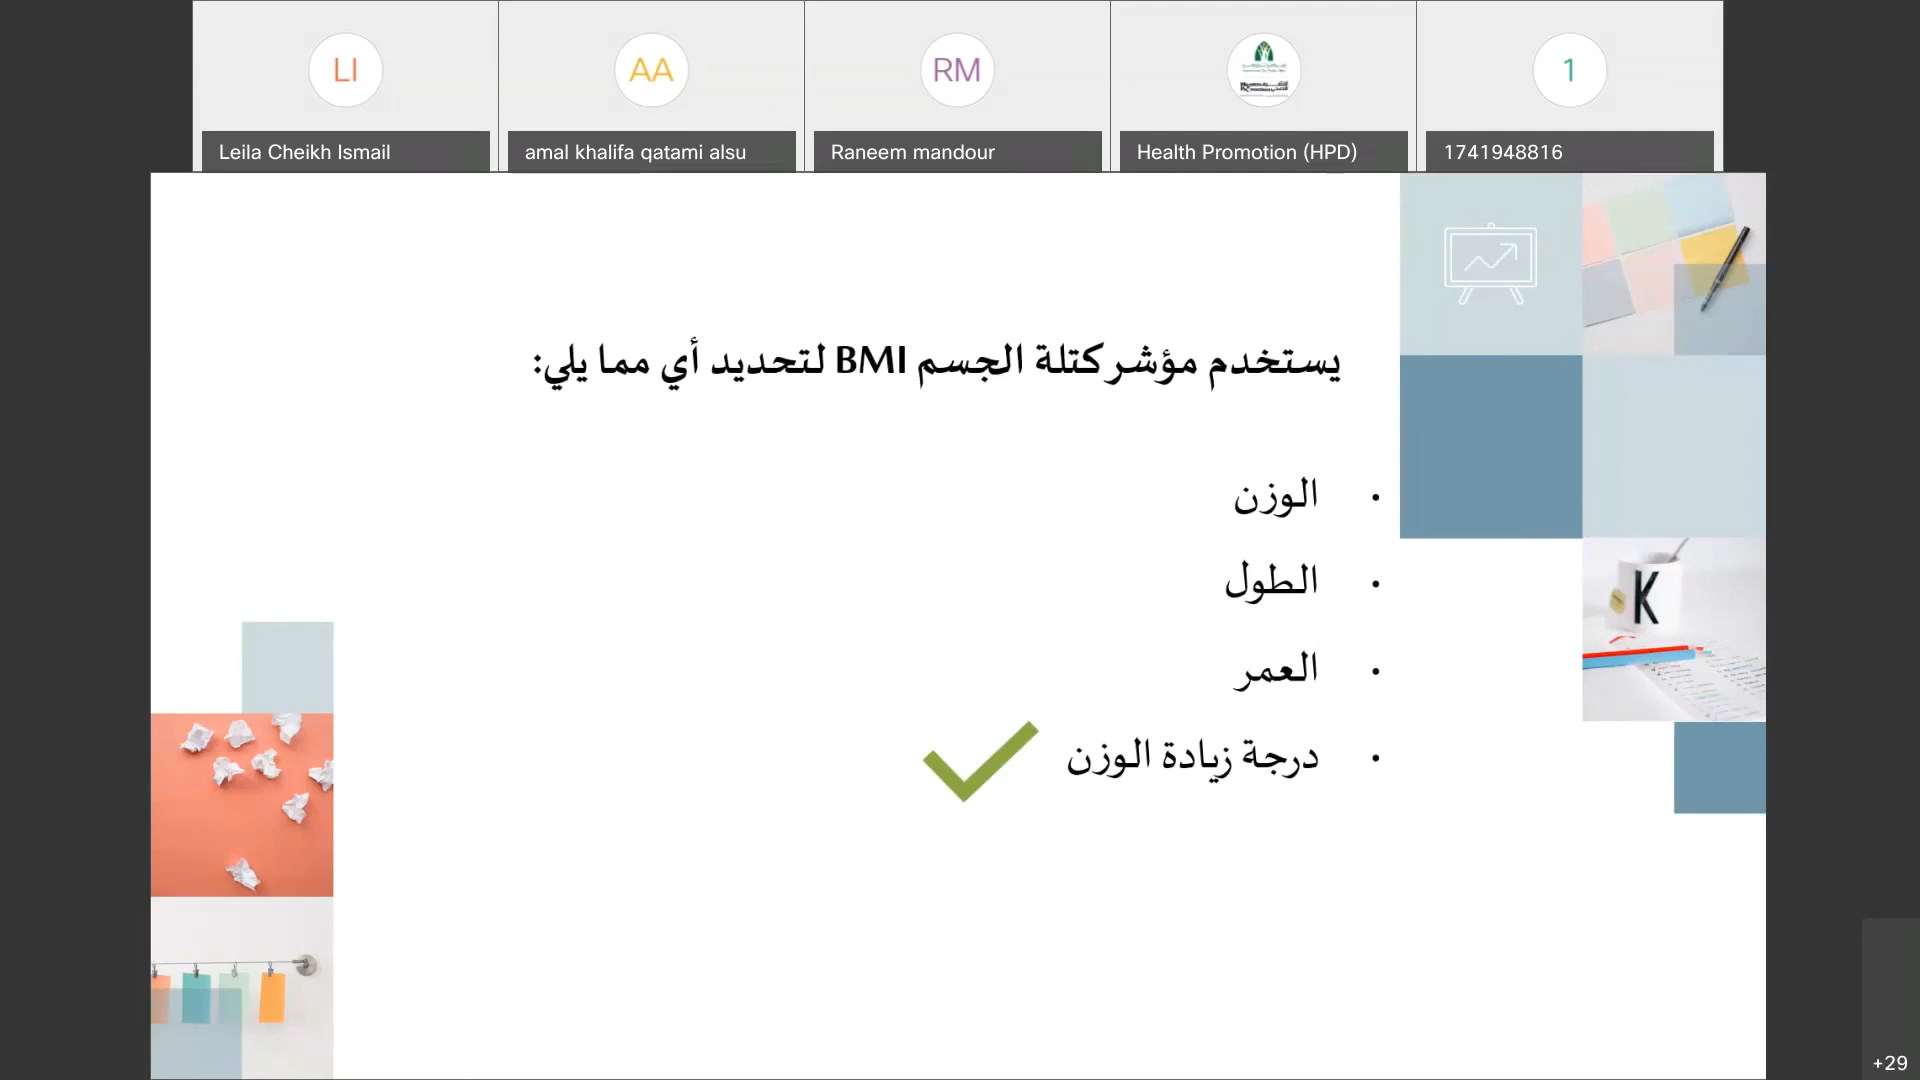 LI
AA
RM
1
Leila Cheikh Ismail
amal khalifa qatami alsu
Raneem mandour
Health Promotion (HPD)
1741948816
يستخدم مؤشر كتلة الجسم BMI لتحديد أي مما يلي:
• الوزن
• الطول
• العمر
• درجة زيادة الوزن
K
+29